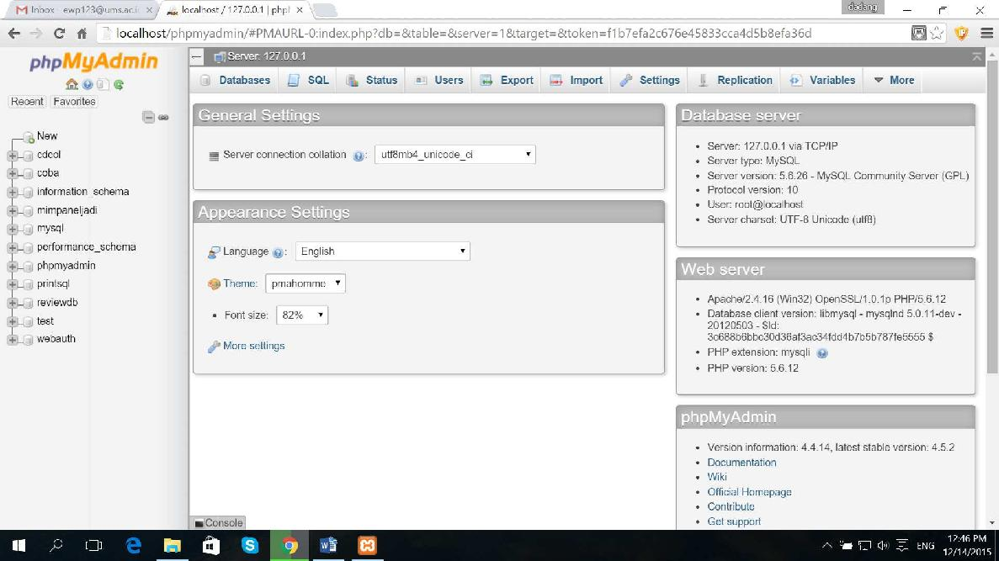 Inbox - ewp123@ums.ac.in
localhost / 127.0.0.1 | phpM
dadang
localhost/phpmyadmin/#PMAURL-0:index.php?db=&table=&server=1&target=&token=f1b7efa2c676e45833cca4d5b8efa36d
phpMyAdmin
Recent Favorites
New
cdcol
coba
information_schema
mimpaneljadi
mysql
performance_schema
phpmyadmin
printsql
reviewdb
test
webauth
Server: 127.0.0.1
Databases SQL Status Users Export Import Settings Replication Variables More
General Settings
Server connection collation : utf8mb4_unicode_ci
Appearance Settings
Language : English
Theme: pmahomme
Font size: 82%
More settings
Database server
Server: 127.0.0.1 via TCP/IP
Server type: MySQL
Server version: 5.6.26 - MySQL Community Server (GPL)
Protocol version: 10
User: root@localhost
Server charset: UTF-8 Unicode (utf8)
Web server
Apache/2.4.16 (Win32) OpenSSL/1.0.1p PHP/5.6.12
Database client version: libmysql - mysqlnd 5.0.11-dev -
20120503 - $Id:
3c688b6bbc30d36af3ac34fdd4b7b5b787fe5555 $
PHP extension: mysqli
PHP version: 5.6.12
phpMyAdmin
Version information: 4.4.14, latest stable version: 4.5.2
Documentation
Wiki
Official Homepage
Contribute
Get support
Console
ENG
12:46 PM
12/14/2015